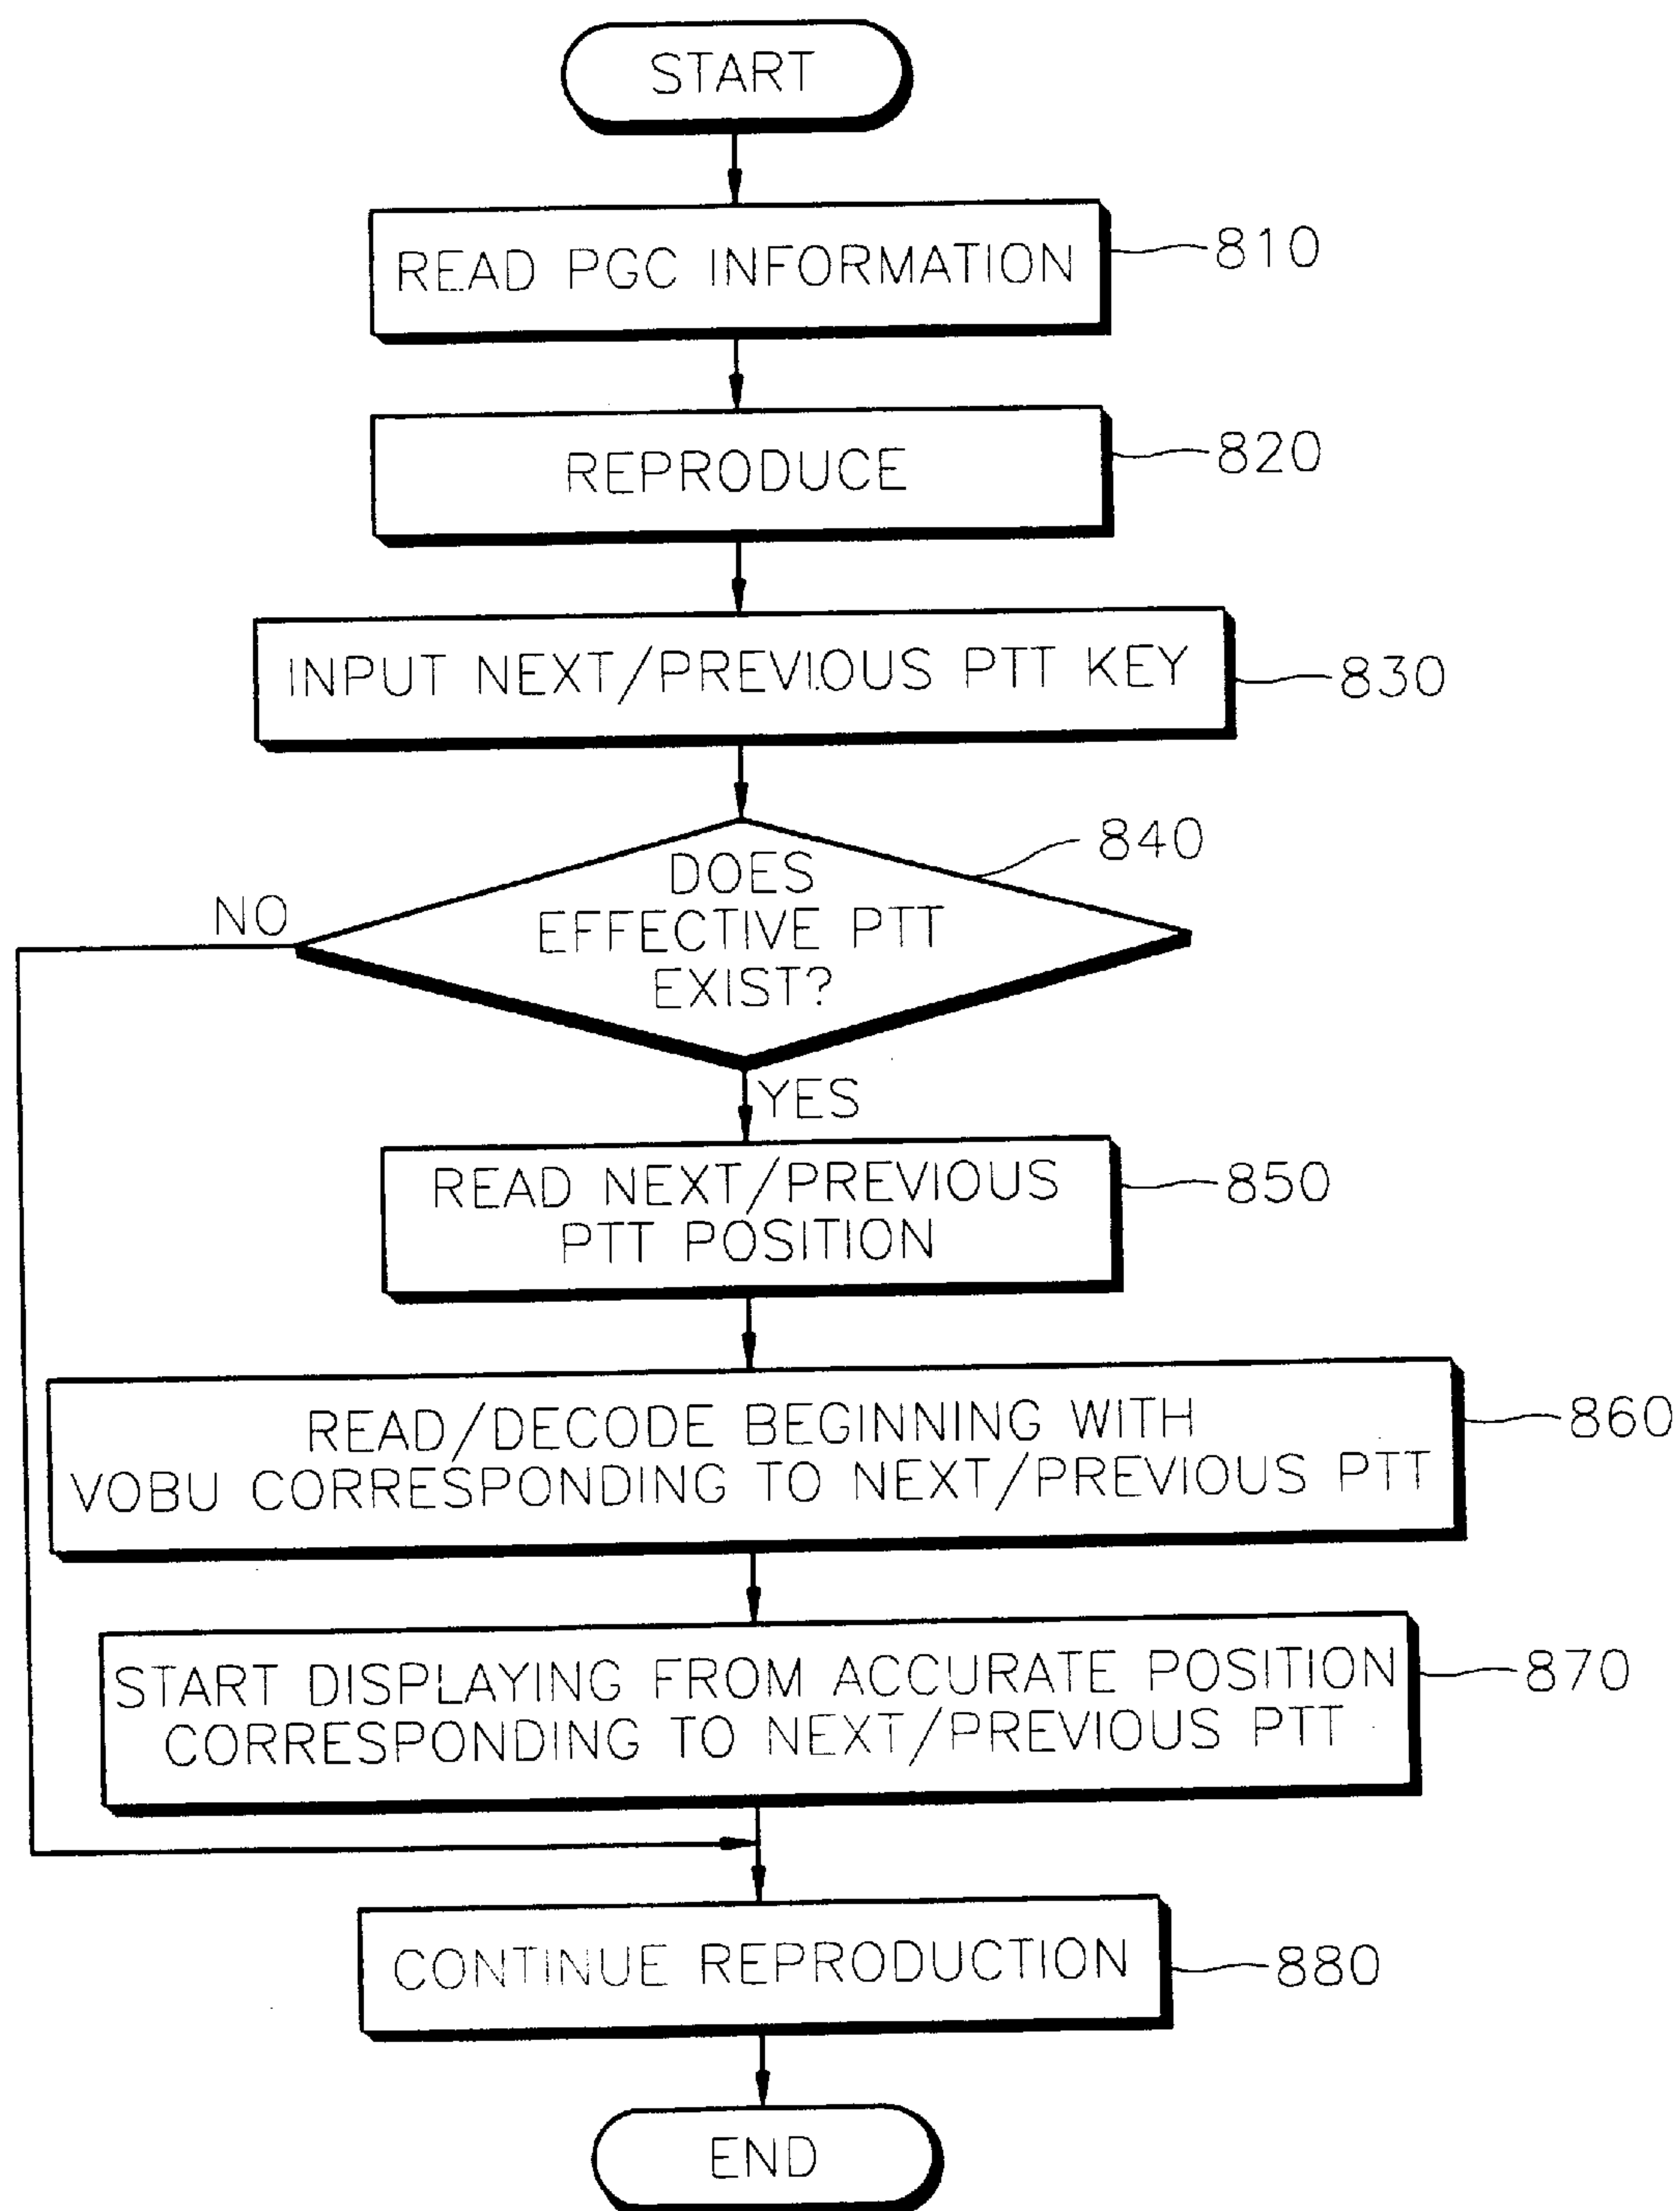 START
READ PGC INFORMATION
810
REPRODUCE
820
INPUT NEXT/PREVIOUS PTT KEY
830
DOES
EFFECTIVE PTT
EXIST?
840
NO
YES
READ NEXT/PREVIOUS
PTT POSITION
850
READ/DECODE BEGINNING WITH
VOBU CORRESPONDING TO NEXT/PREVIOUS PTT
860
START DISPLAYING FROM ACCURATE POSITION
CORRESPONDING TO NEXT/PREVIOUS PTT
870
CONTINUE REPRODUCTION
880
END